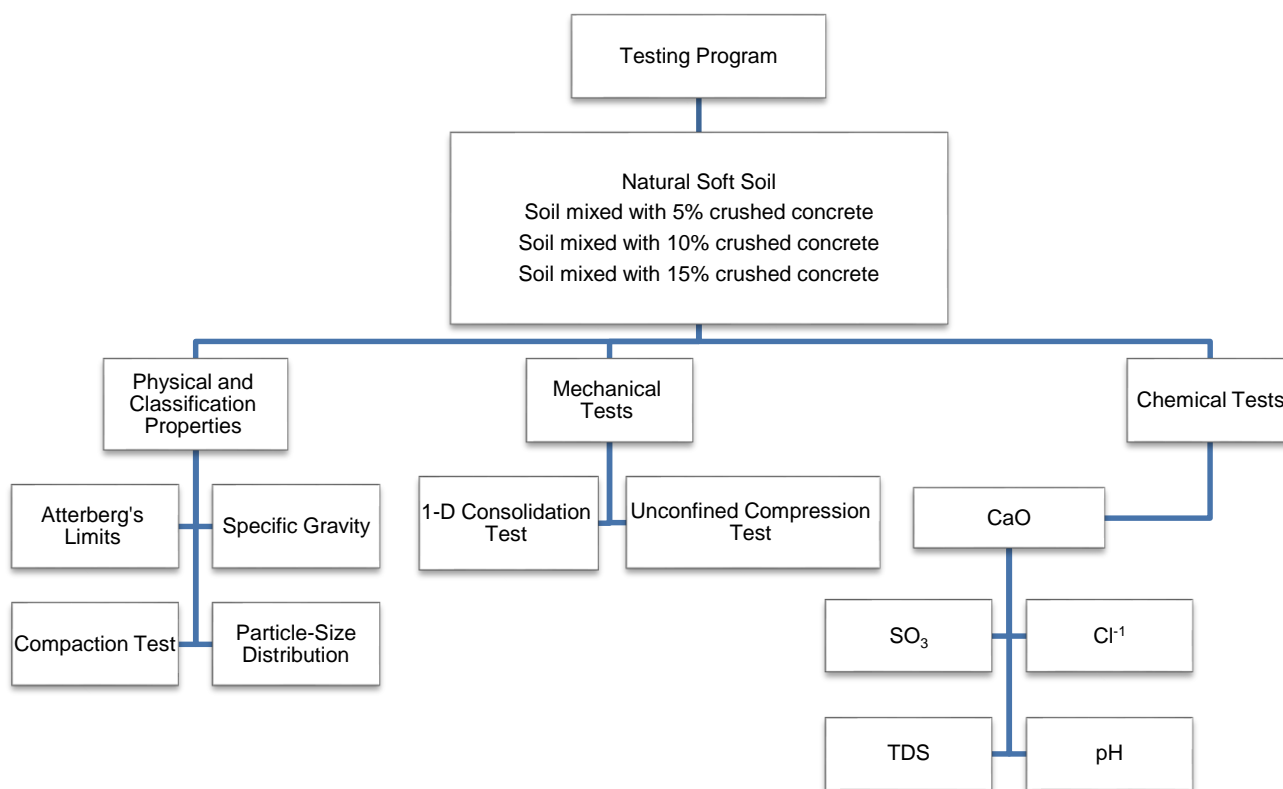 Testing Program
Natural Soft Soil
Soil mixed with 5% crushed concrete
Soil mixed with 10% crushed concrete
Soil mixed with 15% crushed concrete
Physical and
Classification
Properties
Mechanical
Tests
Chemical Tests
Atterberg's
Limits
Specific Gravity
1-D Consolidation
Test
Unconfined Compression
Test
CaO
Compaction Test
Particle-Size
Distribution
SO₃
Cl⁻¹
TDS
pH